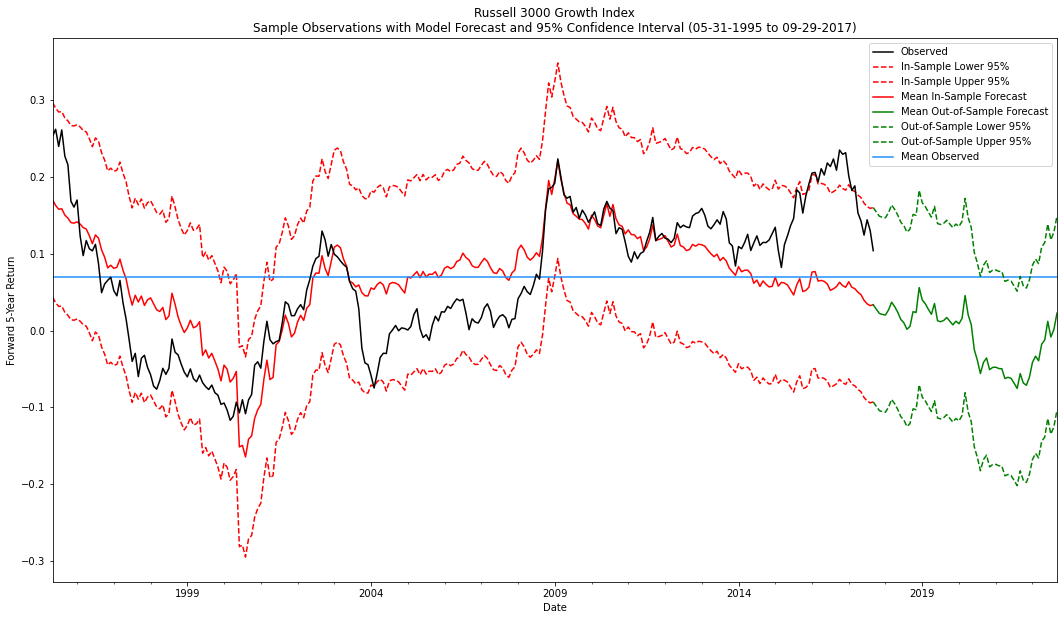 Russell 3000 Growth Index
Sample Observations with Model Forecast and 95% Confidence Interval (05-31-1995 to 09-29-2017)
Observed
In-Sample Lower 95%
In-Sample Upper 95%
Mean In-Sample Forecast
Mean Out-of-Sample Forecast
Out-of-Sample Lower 95%
Out-of-Sample Upper 95%
Mean Observed
Forward 5-Year Return
0.3
0.2
0.1
0.0
−0.1
−0.2
−0.3
1999
2004
2009
2014
2019
Date